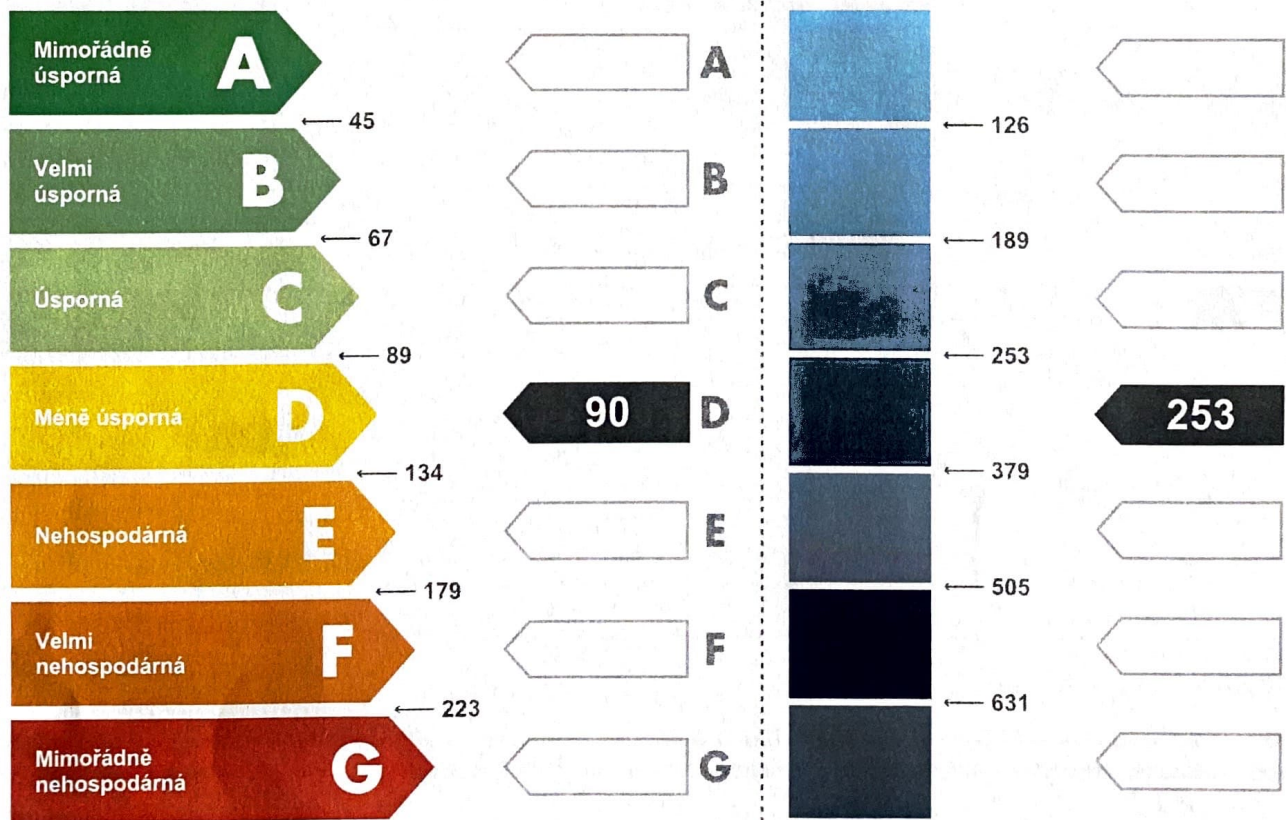 Mimořádně
úsporná
A
A
45
126
Velmi
úsporná
B
B
67
189
Úsporná
C
C
89
253
Méně úsporná
D
90
D
253
134
379
Nehospodárná
E
E
179
505
Velmi
nehospodárná
F
F
223
631
Mimořádně
nehospodárná
G
G